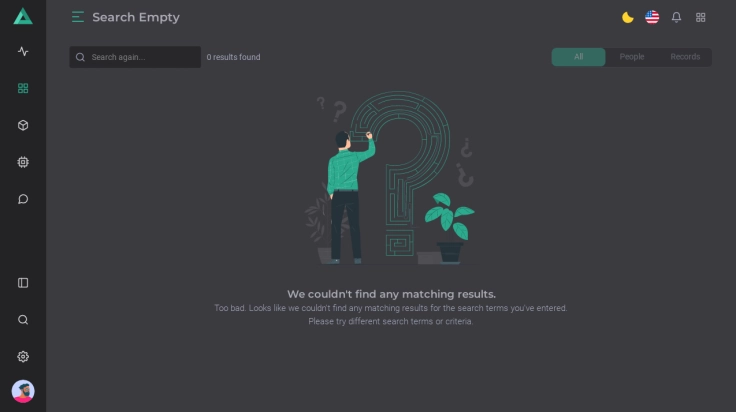 Search Empty
Search again...
0 results found
All
People
Records
We couldn't find any matching results.
Too bad. Looks like we couldn't find any matching results for the search terms you've entered.
Please try different search terms or criteria.